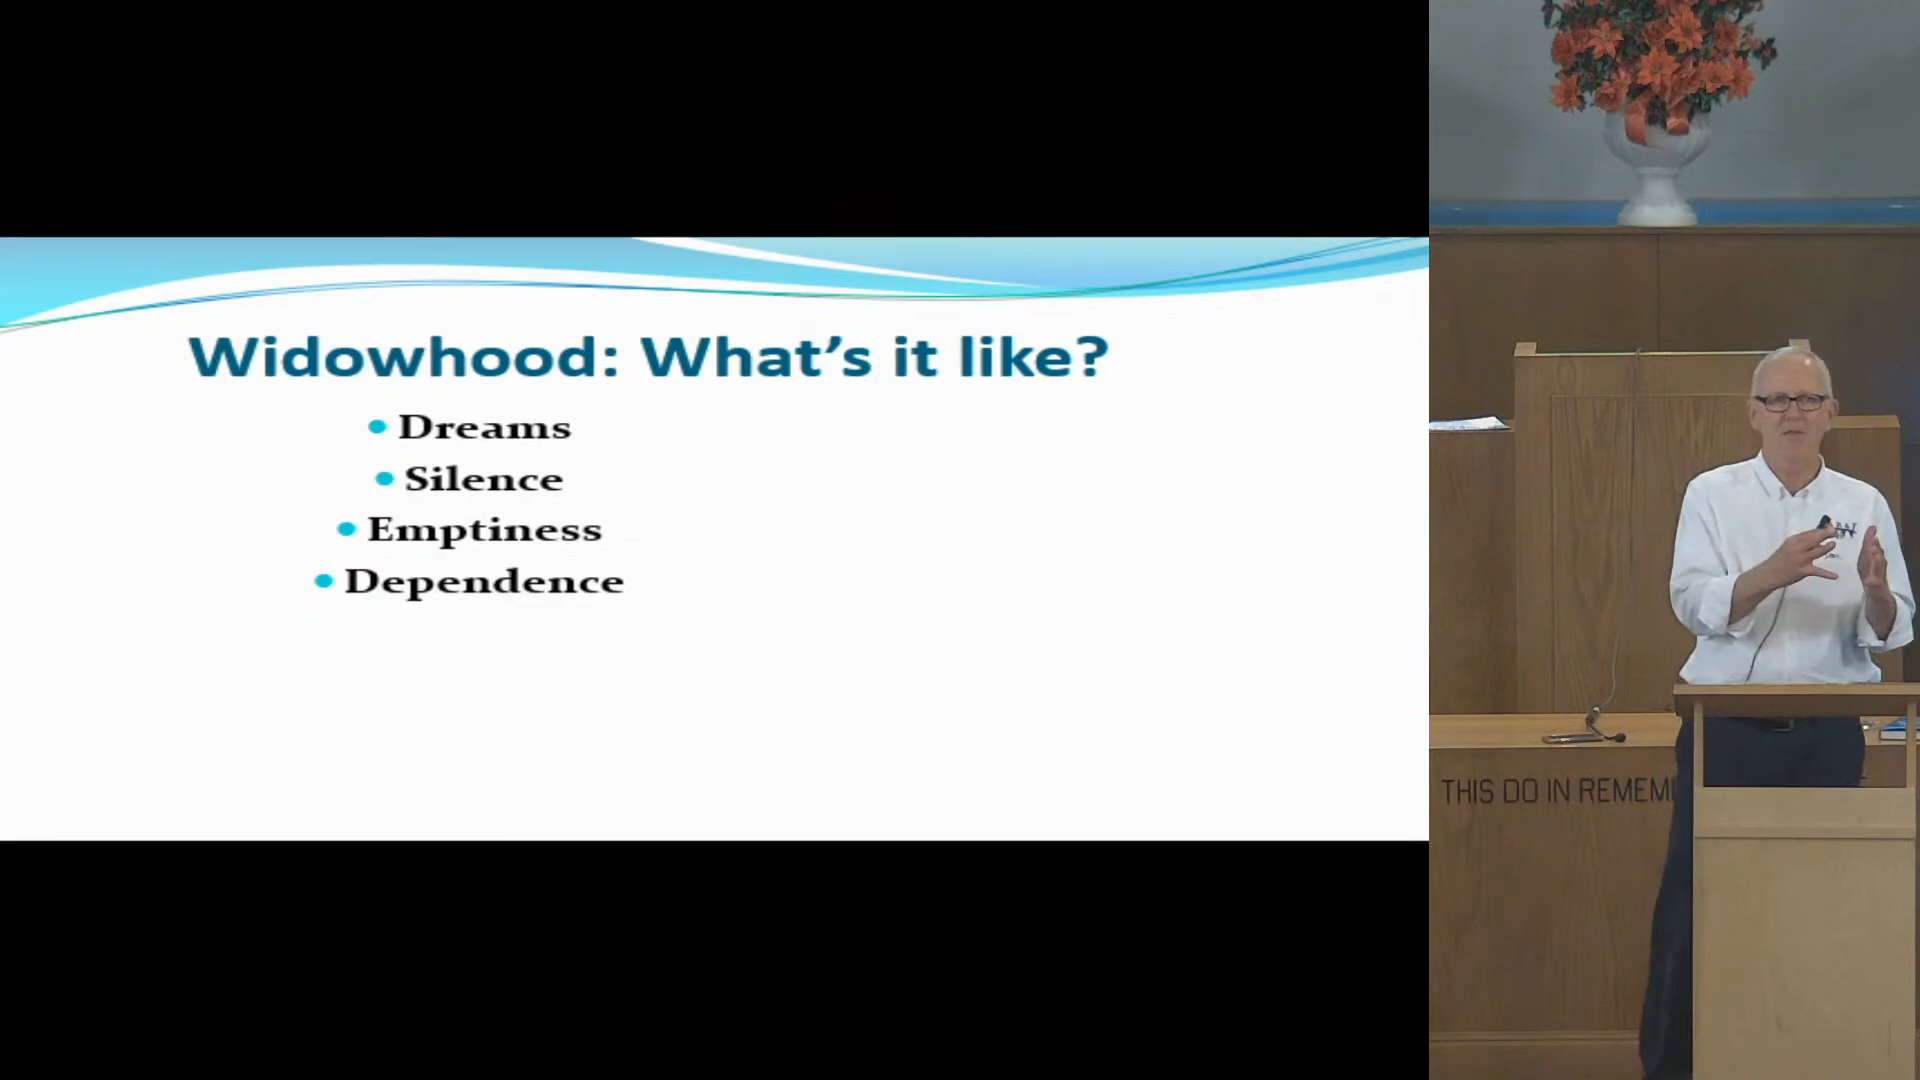 Widowhood: What's it like?
• Dreams
• Silence
• Emptiness
• Dependence
THIS DO IN REMEM